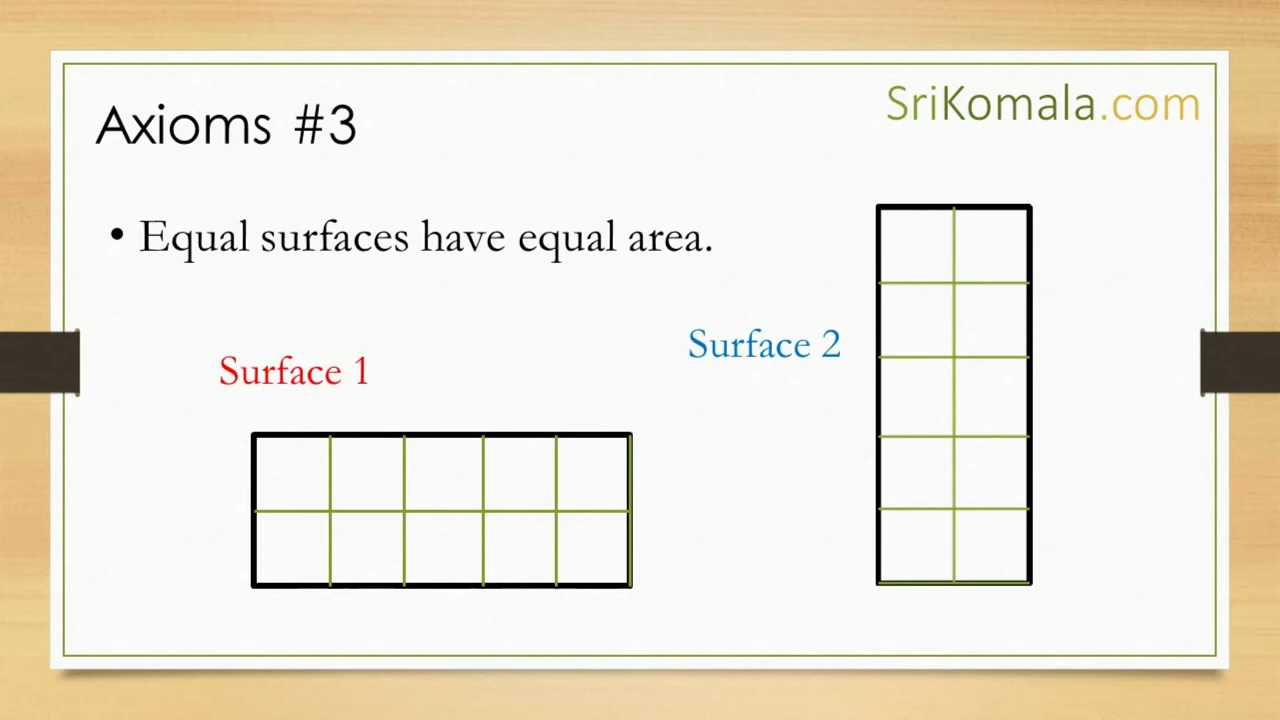 Axioms #3
SriKomala.com
• Equal surfaces have equal area.
Surface 1
Surface 2